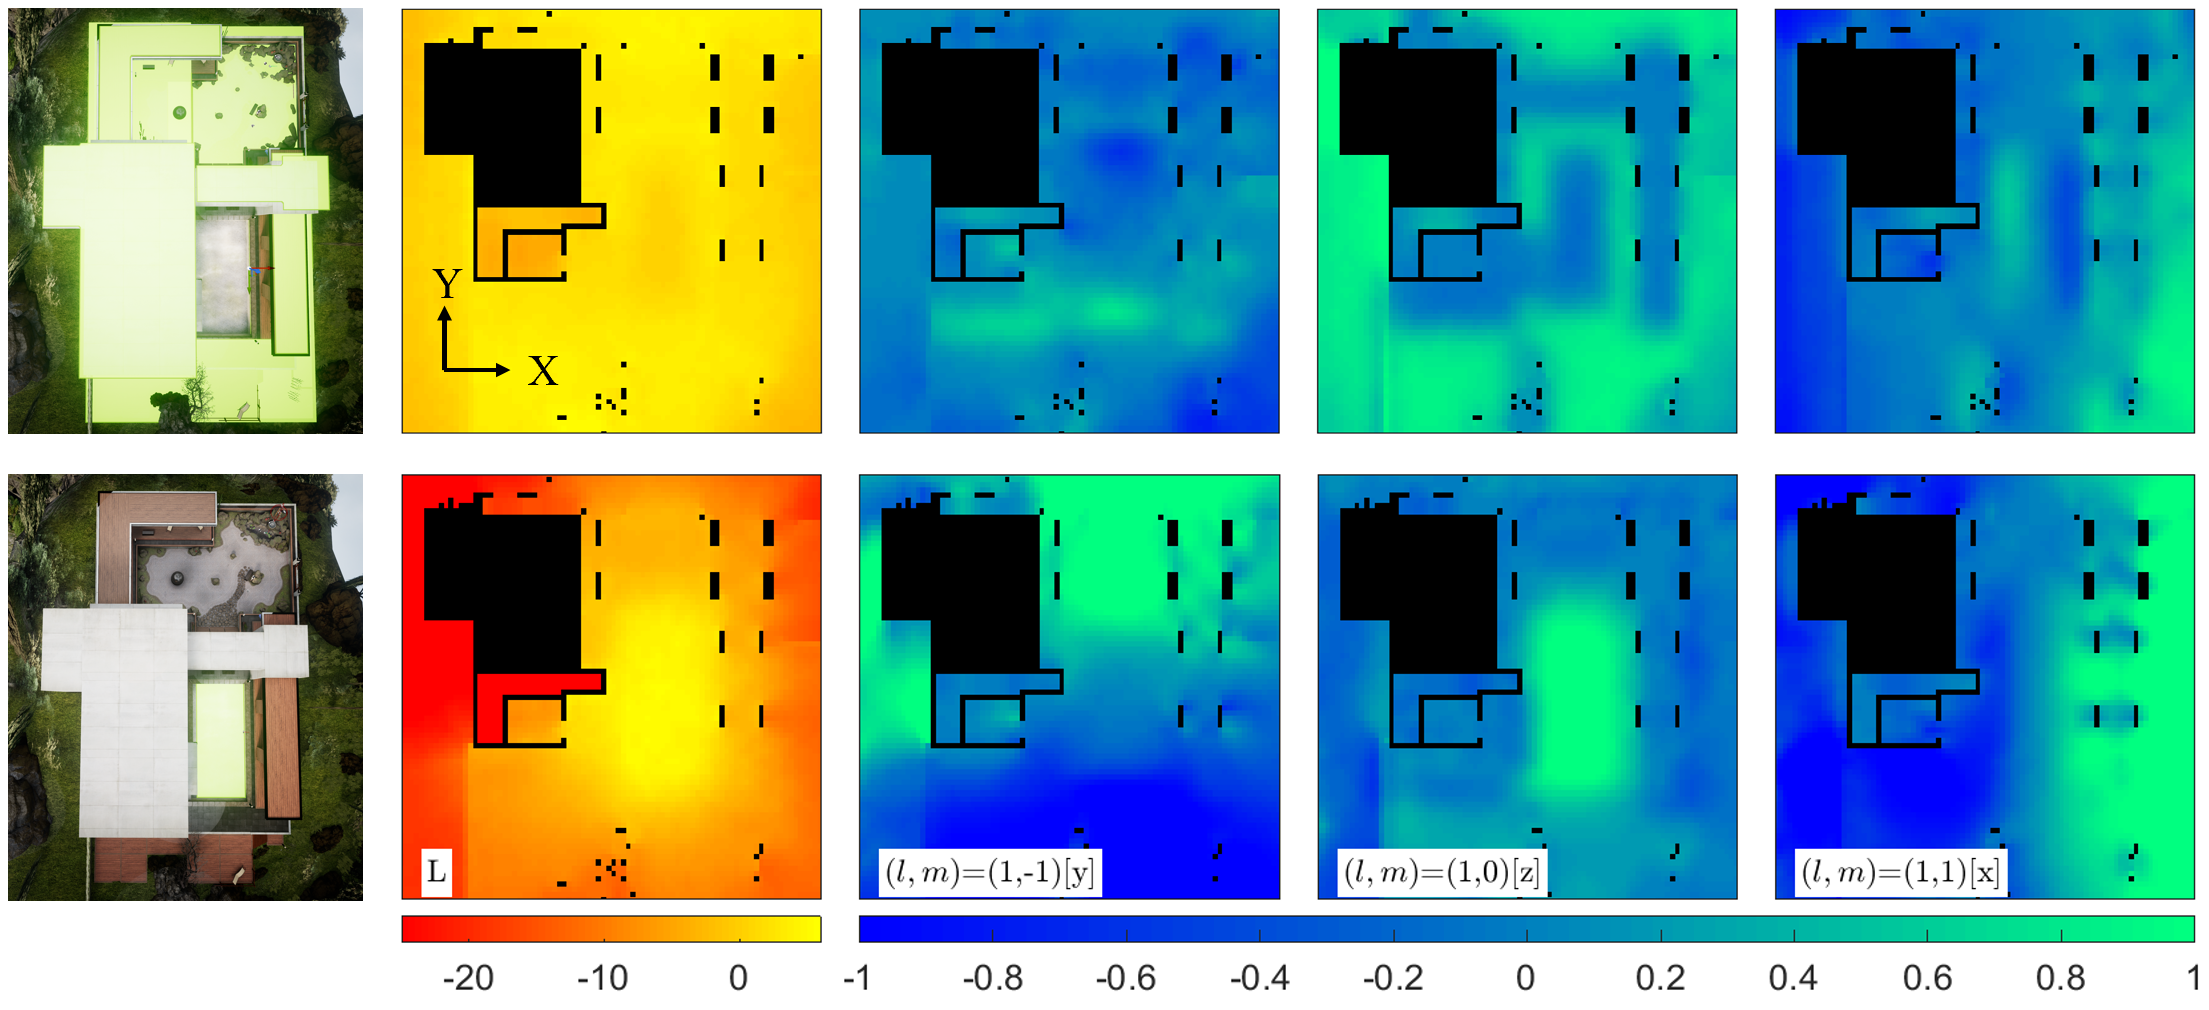 Y
X
L
(l, m)=(1,-1)[y]
(l, m)=(1,0)[z]
(l, m)=(1,1)[x]
-20 -10 0
-1 -0.8 -0.6 -0.4 -0.2 0 0.2 0.4 0.6 0.8 1